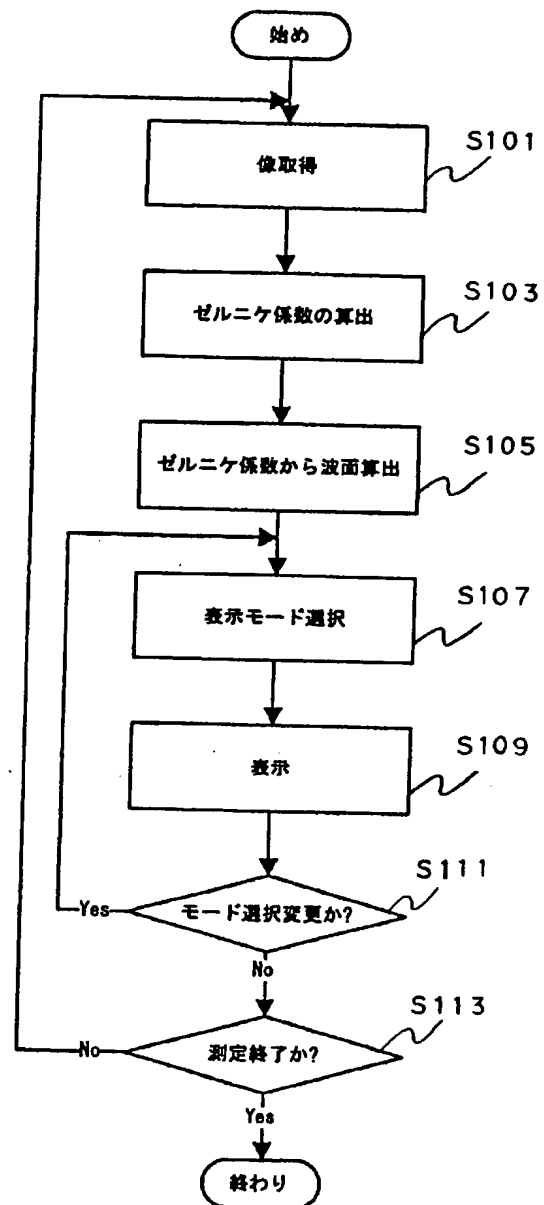 始め
像取得
S101
ゼルニケ係数の算出
S103
ゼルニケ係数から波面算出
S105
表示モード選択
S107
表示
S109
モード選択変更か?
S111
Yes
No
測定終了か?
S113
No
Yes
終わり